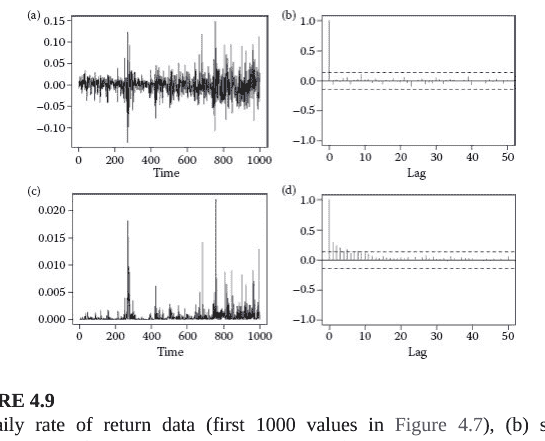 (a)
0.15
0.10
0.05
0.00
−0.05
−0.10
0 200 400 600 800 1000
Time
(b)
1.0
0.5
0.0
−0.5
−1.0
0 10 20 30 40 50
Lag
(c)
0.020
0.015
0.010
0.005
0.000
0 200 400 600 800 1000
Time
(d)
1.0
0.5
0.0
−0.5
−1.0
0 10 20 30 40 50
Lag
RE 4.9
aily rate of return data (first 1000 values in Figure 4.7), (b) s